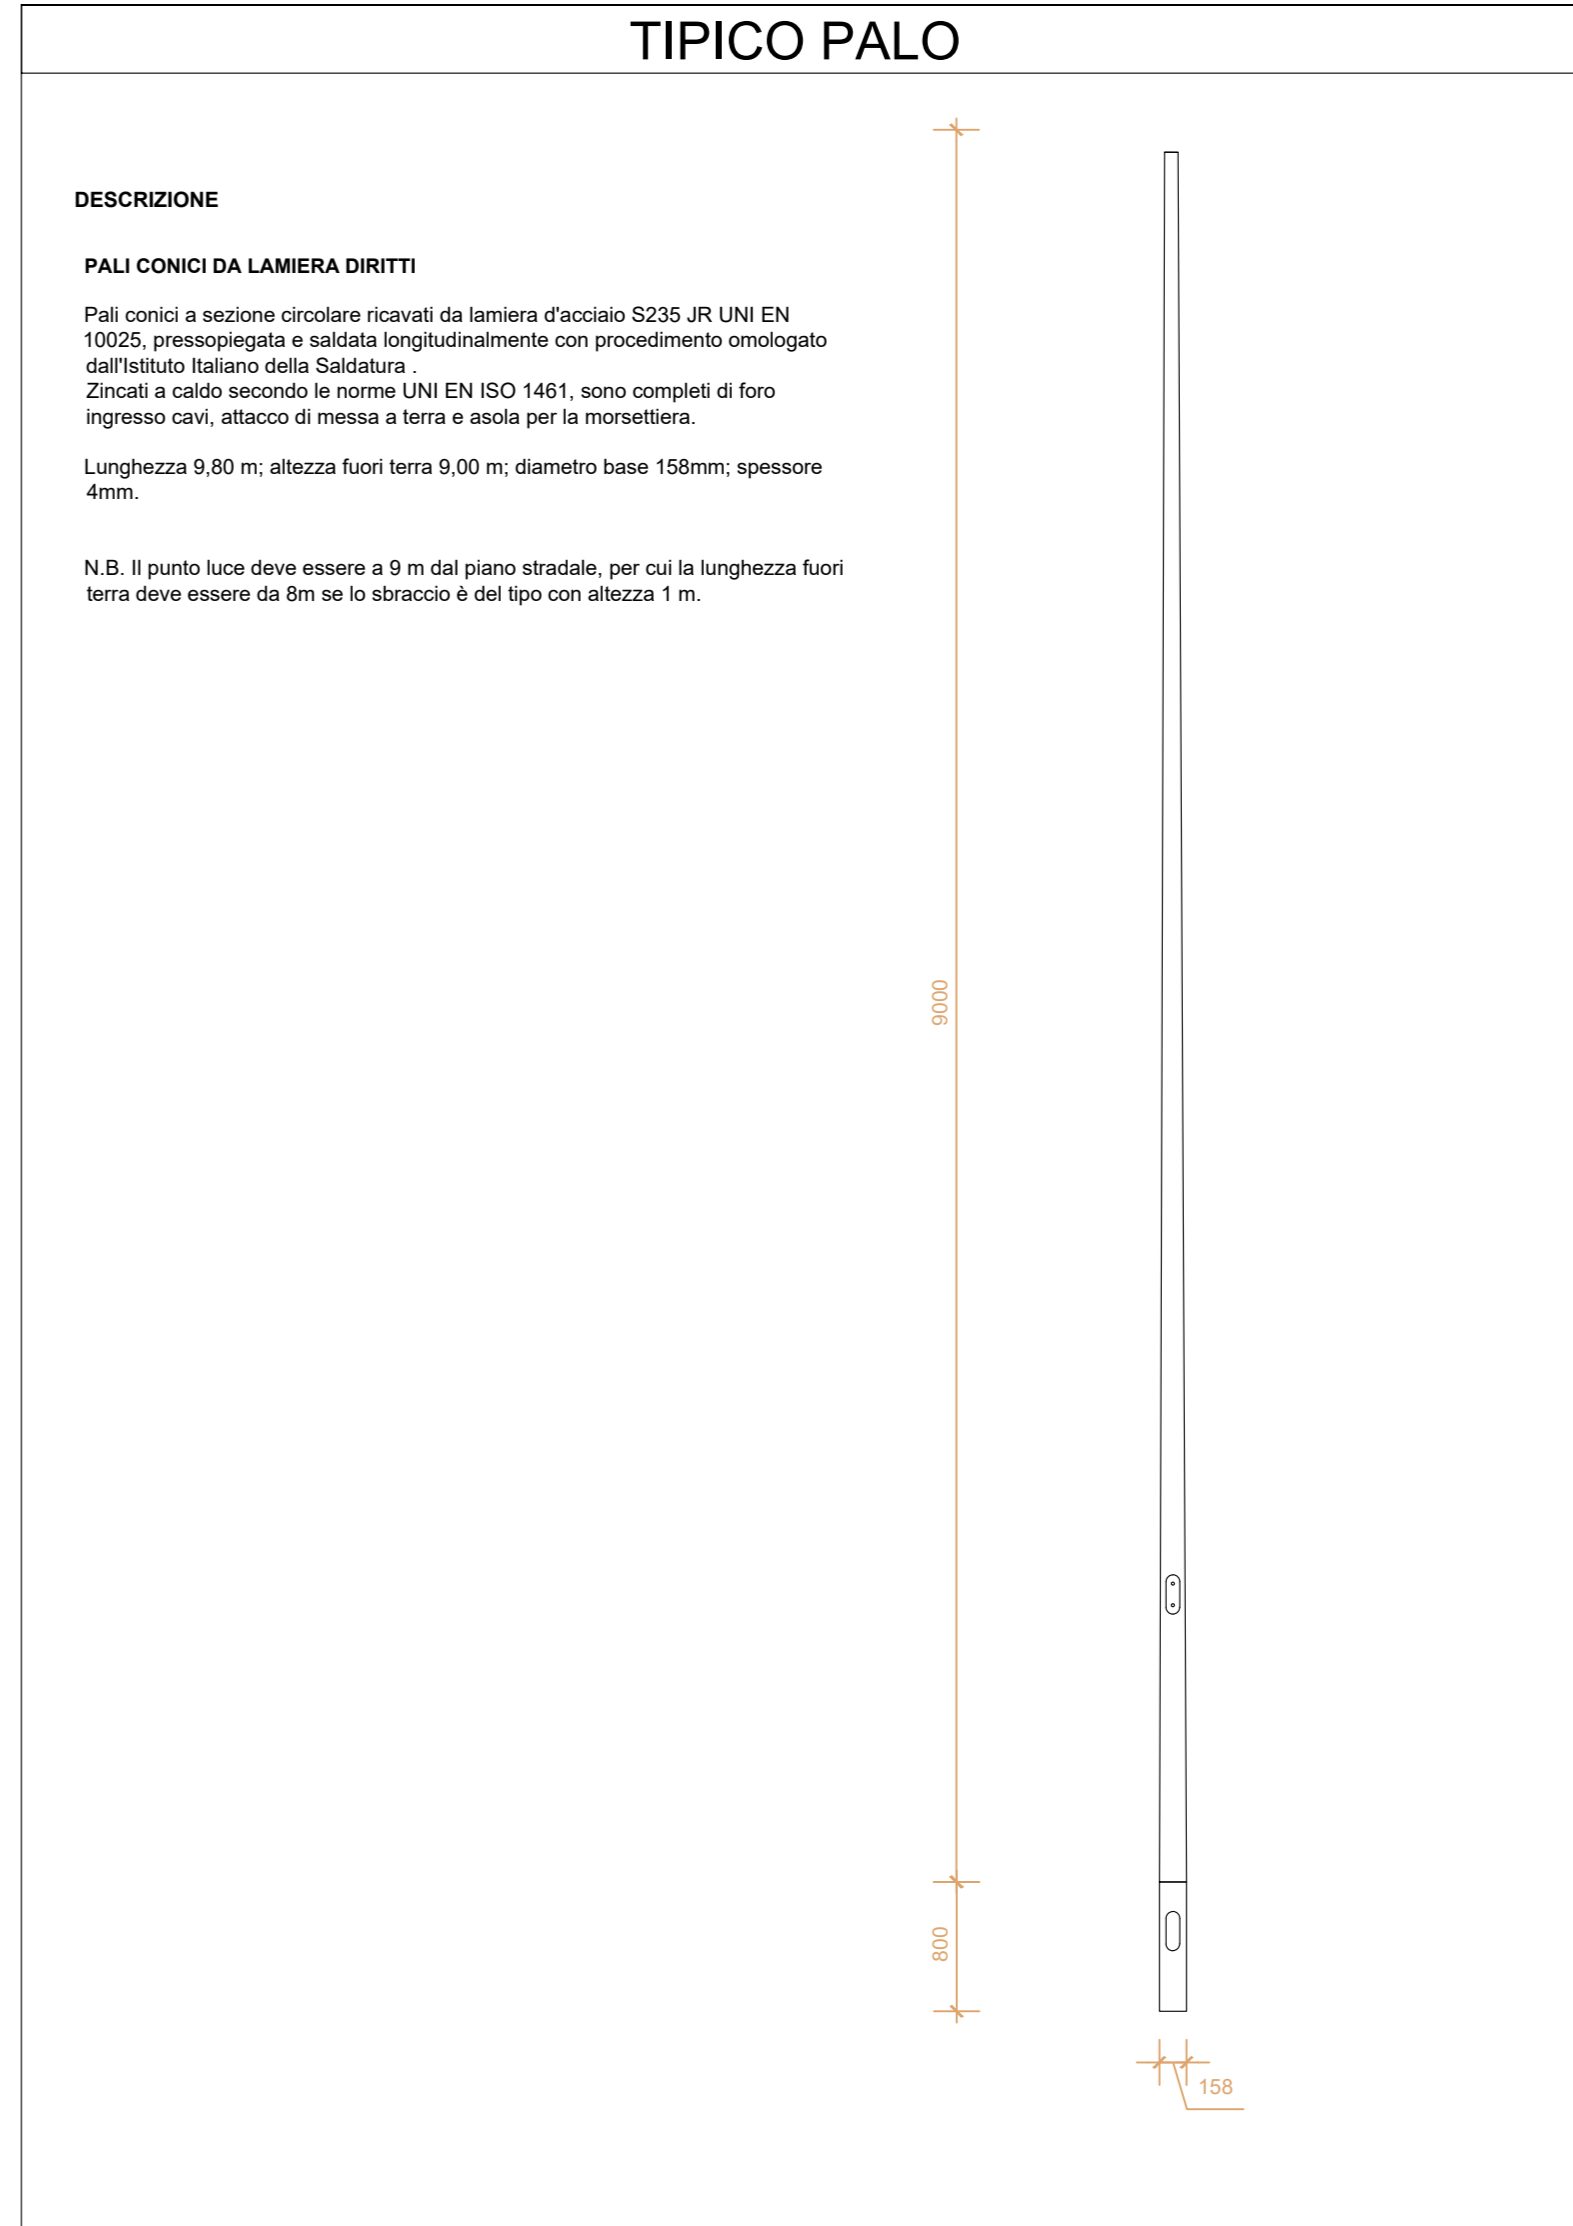 TIPICO PALO
DESCRIZIONE
PALI CONICI DA LAMIERA DIRITTI
Pali conici a sezione circolare ricavati da lamiera d'acciaio S235 JR UNI EN
10025, pressopiegata e saldata longitudinalmente con procedimento omologato
dall'Istituto Italiano della Saldatura .
Zincati a caldo secondo le norme UNI EN ISO 1461, sono completi di foro
ingresso cavi, attacco di messa a terra e asola per la morsettiera.
Lunghezza 9,80 m; altezza fuori terra 9,00 m; diametro base 158mm; spessore
4mm.
N.B. Il punto luce deve essere a 9 m dal piano stradale, per cui la lunghezza fuori
terra deve essere da 8m se lo sbraccio è del tipo con altezza 1 m.
9000
800
158